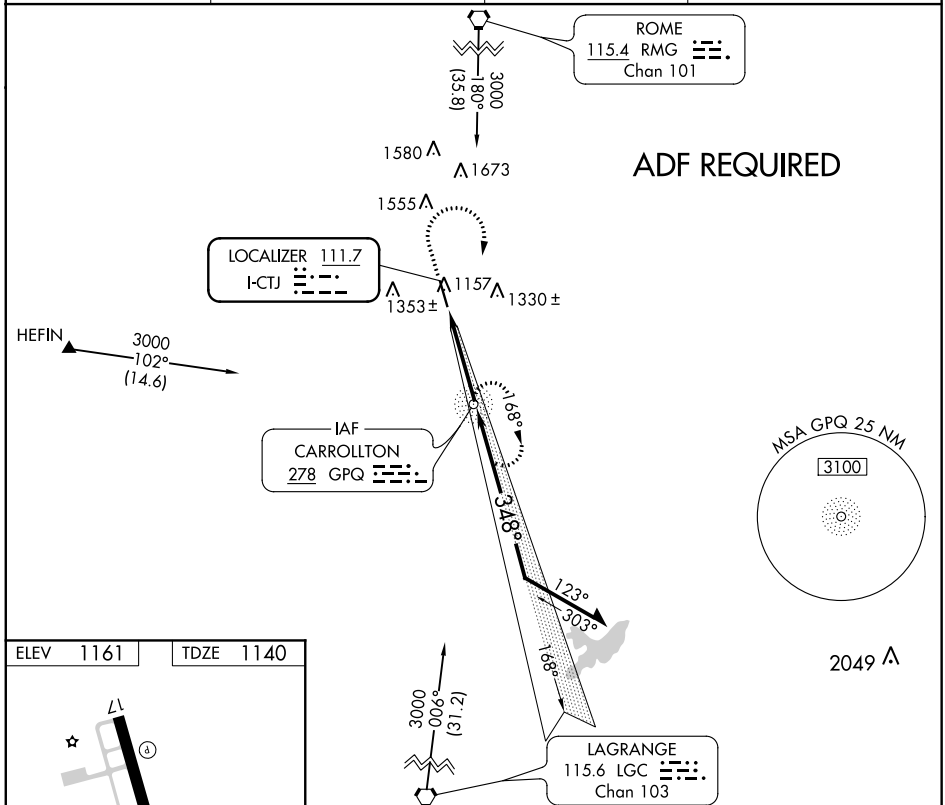 ROME
115.4 RMG
Chan 101
3000
180°
(35.8)
1580
1673
ADF REQUIRED
1555
LOCALIZER 111.7
I-CTJ
1157
1353 ±
1330 ±
HEFIN
3000
102°
(14.6)
IAF
CARROLLTON
278 GPQ
168°
MSA GPQ 25 NM
3100
348°
123°
303°
168°
ELEV 1161
TDZE 1140
2049
3000
006°
(31.2)
17
P
LAGRANGE
115.6 LGC
Chan 103